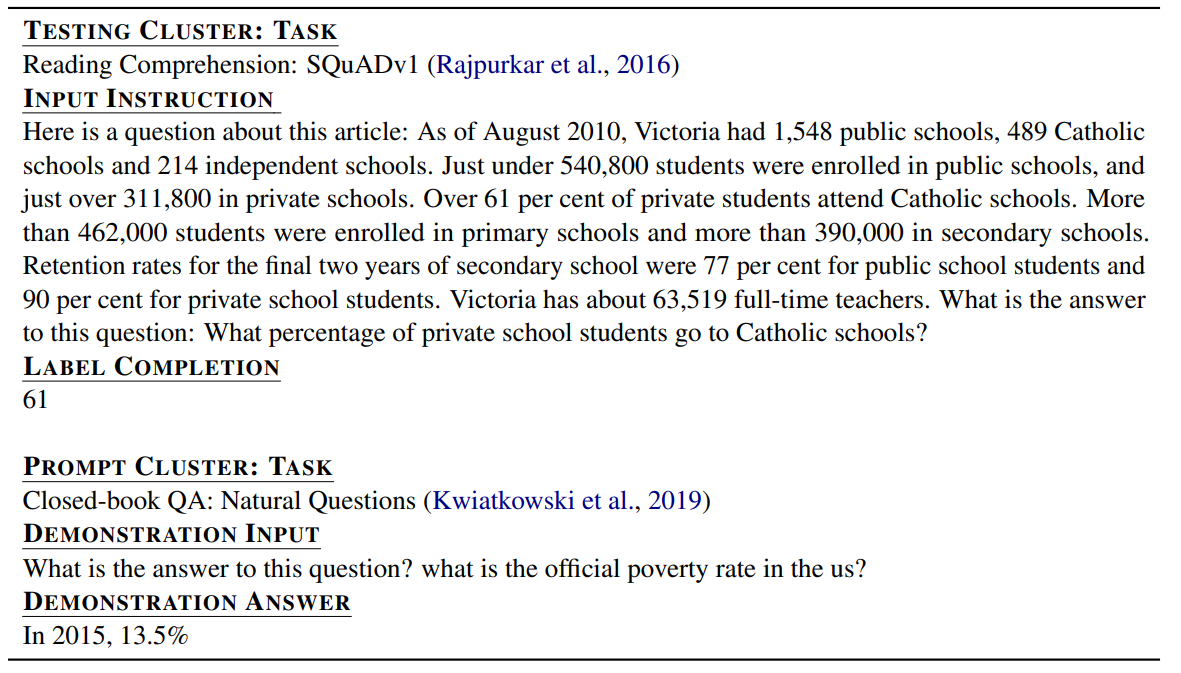 TESTING CLUSTER: TASK
Reading Comprehension: SQuADv1 (Rajpurkar et al., 2016)
INPUT INSTRUCTION
Here is a question about this article: As of August 2010, Victoria had 1,548 public schools, 489 Catholic
schools and 214 independent schools. Just under 540,800 students were enrolled in public schools, and
just over 311,800 in private schools. Over 61 per cent of private students attend Catholic schools. More
than 462,000 students were enrolled in primary schools and more than 390,000 in secondary schools.
Retention rates for the final two years of secondary school were 77 per cent for public school students and
90 per cent for private school students. Victoria has about 63,519 full-time teachers. What is the answer
to this question: What percentage of private school students go to Catholic schools?
LABEL COMPLETION
61
PROMPT CLUSTER: TASK
Closed-book QA: Natural Questions (Kwiatkowski et al., 2019)
DEMONSTRATION INPUT
What is the answer to this question? what is the official poverty rate in the us?
DEMONSTRATION ANSWER
In 2015, 13.5%